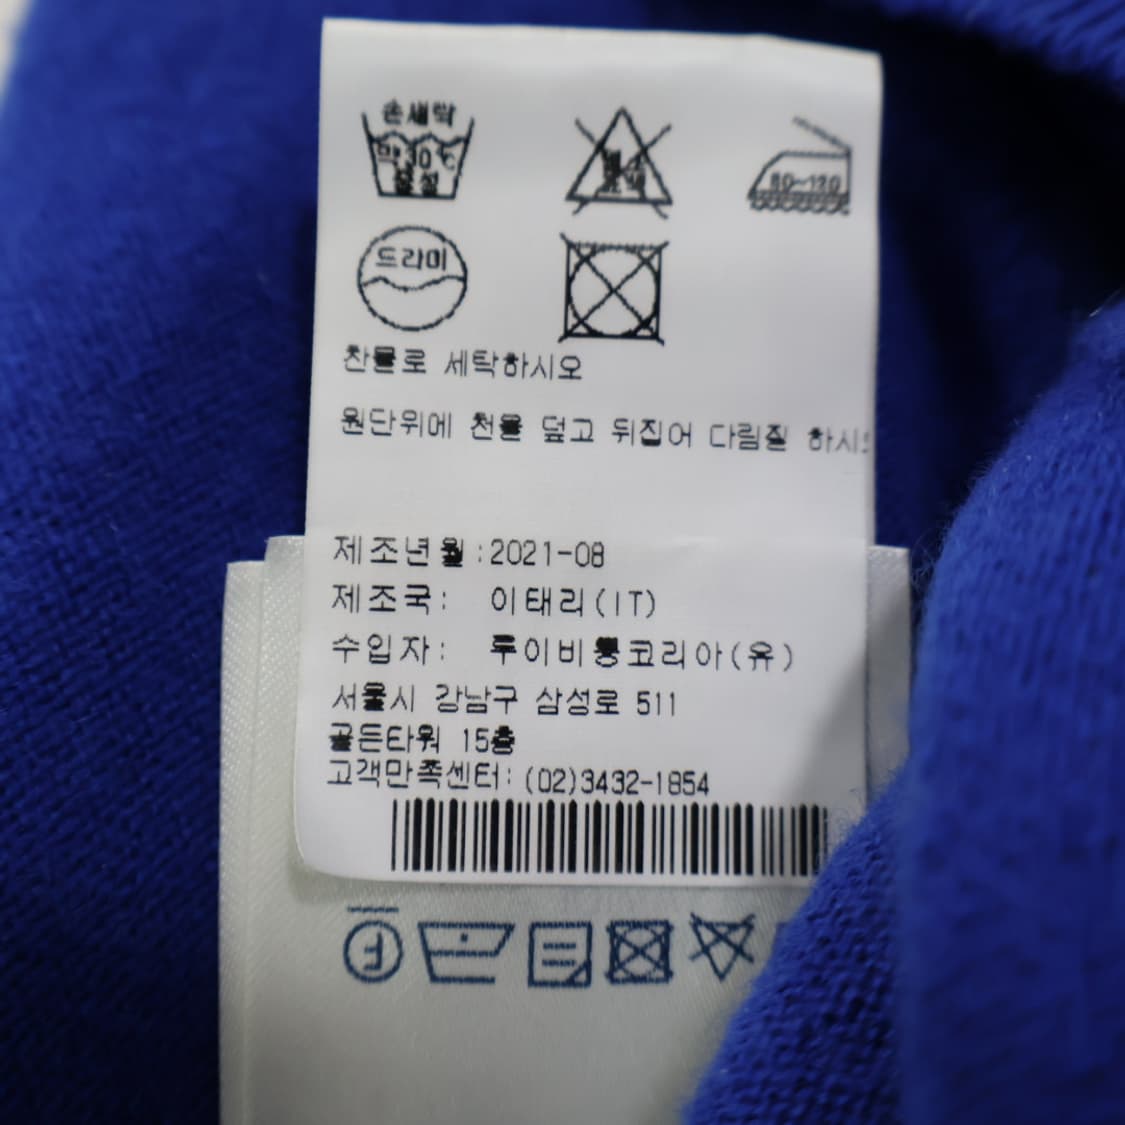 손세탁
약30℃
중성
80~120
드라이
찬물로 세탁하시오
원단위에 천을 덮고 뒤집어 다림질 하시오
제조년월:2021-08
제조국: 이태리(IT)
수입자: 루이비통코리아(유)
서울시 강남구 삼성로 511
골든타워 15층
고객만족센터: (02)3432-1854
F